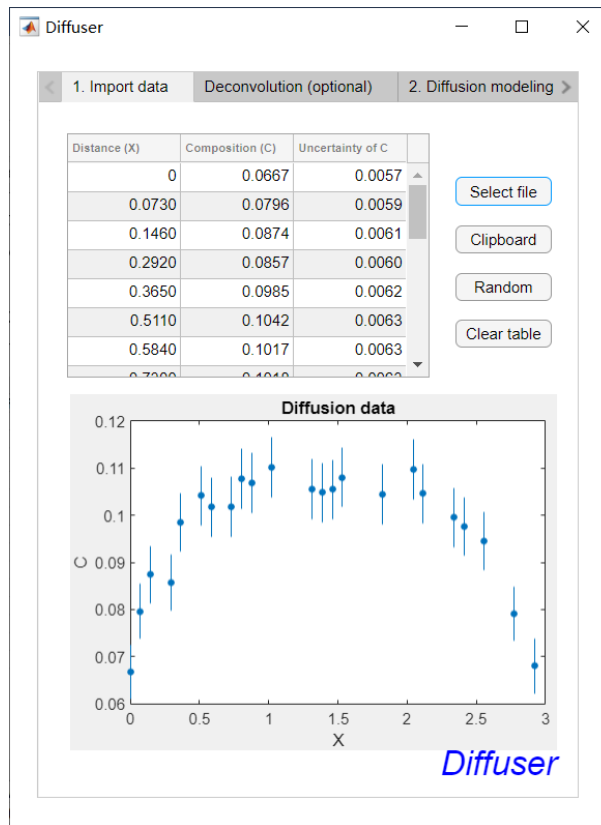 Diffuser
1. Import data Deconvolution (optional) 2. Diffusion modeling
Distance (X) Composition (C) Uncertainty of C
0 0.0667 0.0057
0.0730 0.0796 0.0059
0.1460 0.0874 0.0061
0.2920 0.0857 0.0060
0.3650 0.0985 0.0062
0.5110 0.1042 0.0063
0.5840 0.1017 0.0063
Select file
Clipboard
Random
Clear table
Diffusion data
0.12
0.11
0.1
0.09
0.08
0.07
0.06
C
0 0.5 1 1.5 2 2.5 3
X
Diffuser